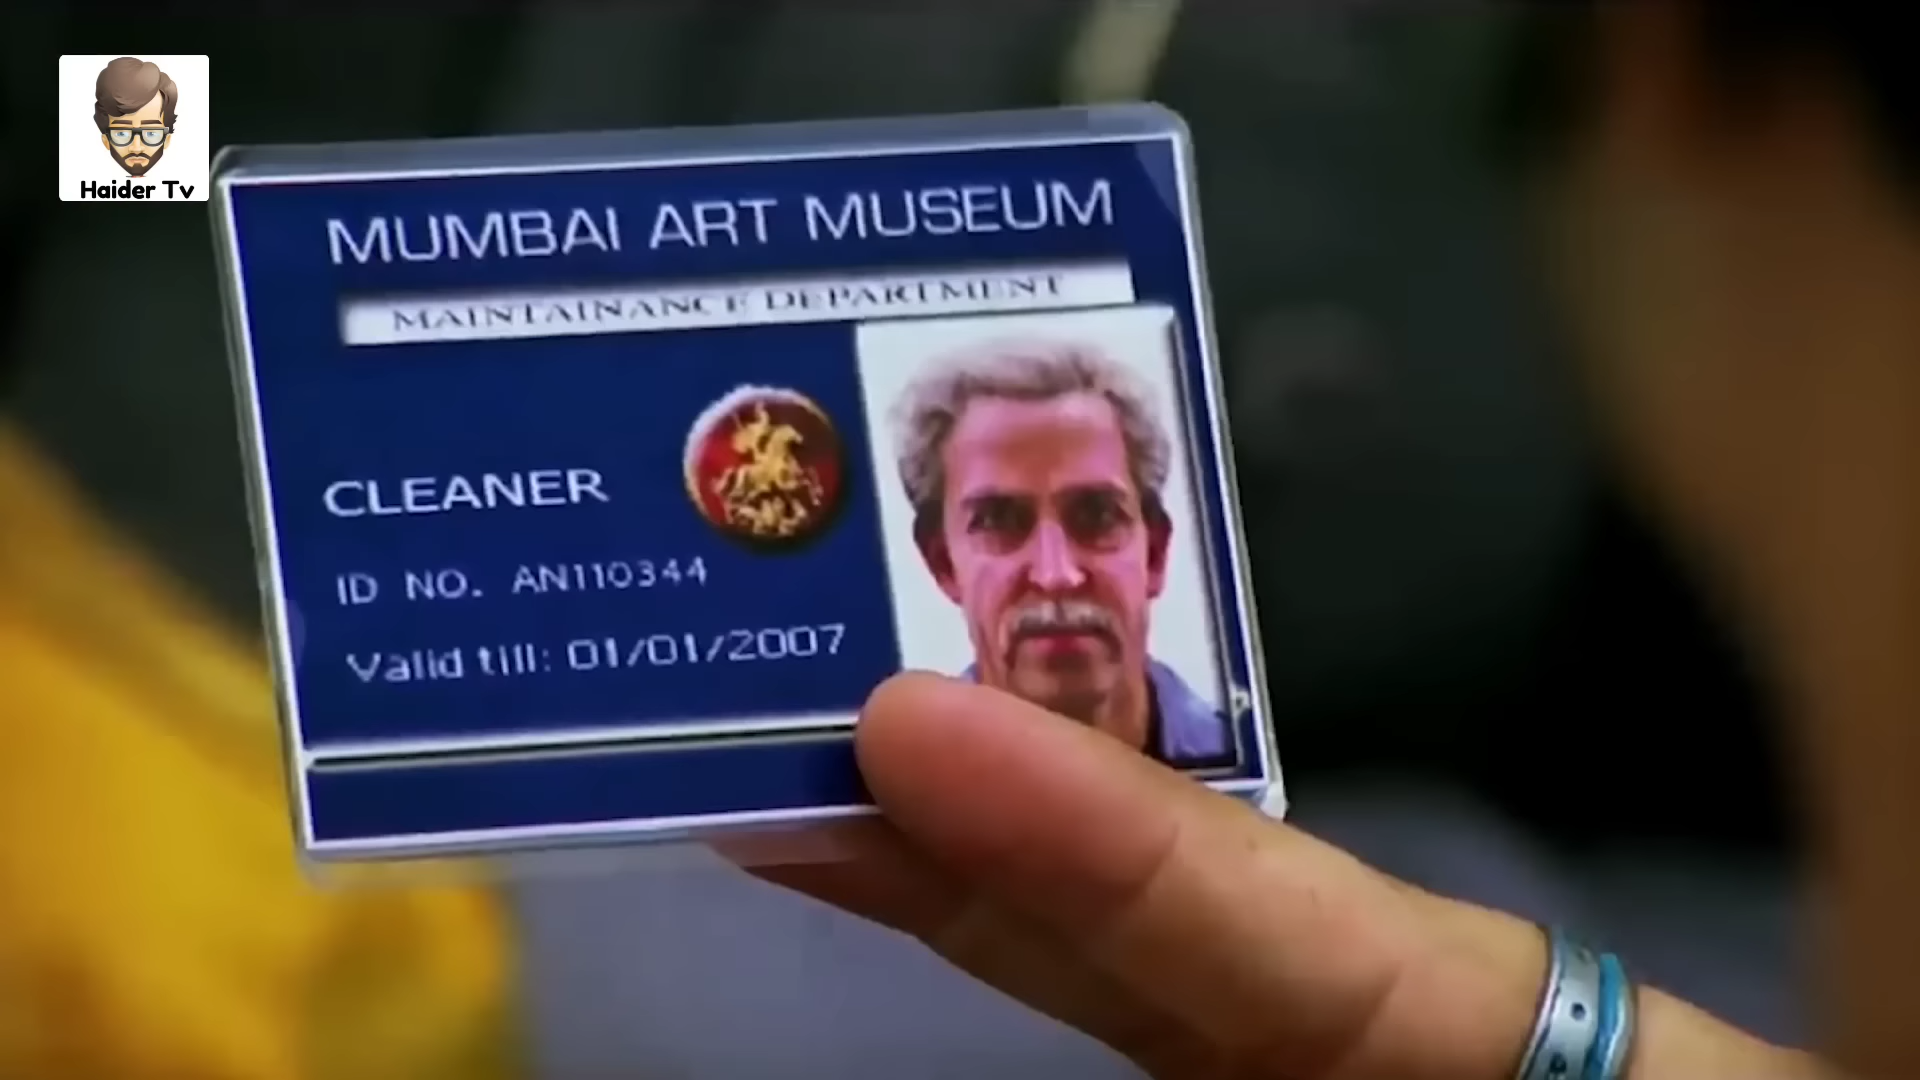 Haider Tv
MUMBAI ART MUSEUM
MAINTAINANCE DEPARTMENT
CLEANER
ID NO. AN110344
Valid till: 01/01/2007